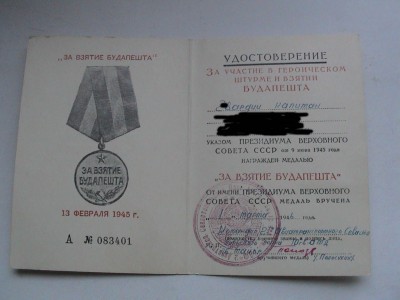 „ЗА ВЗЯТИЕ БУДАПЕШТА"
ЗА ВЗЯТИЕ
БУДАПЕШТА
13 ФЕВРАЛЯ 1945 г.
А № 083401
УДОСТОВЕРЕНИЕ
ЗА УЧАСТИЕ В ГЕРОИЧЕСКОМ
ШТУРМЕ И ВЗЯТИИ
БУДАПЕШТА
Гвардии капитан
УКАЗОМ ПРЕЗИДИУМА ВЕРХОВНОГО
СОВЕТА СССР от 9 июня 1945 года
НАГРАЖДЕН МЕДАЛЬЮ
„ЗА ВЗЯТИЕ БУДАПЕШТА"
ОТ ИМЕНИ ПРЕЗИДИУМА ВЕРХОВНОГО
СОВЕТА СССР МЕДАЛЬ ВРУЧЕНА
1946 года